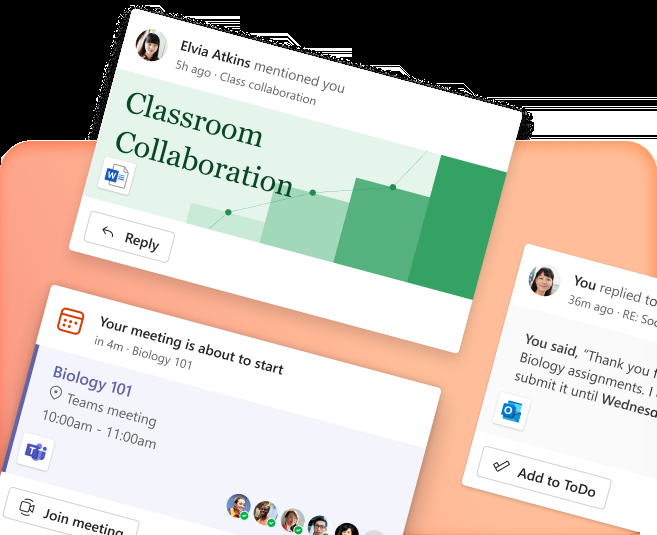 Elvia Atkins mentioned you
5h ago · Class collaboration
Classroom
Collaboration
W
Reply
Your meeting is about to start
in 4m · Biology 101
Biology 101
Teams meeting
10:00am - 11:00am
T
Join meeting
You replied to
36m ago · RE: Soc
You said, “Thank you f
Biology assignments. I
submit it until Wednesd
O
Add to ToDo